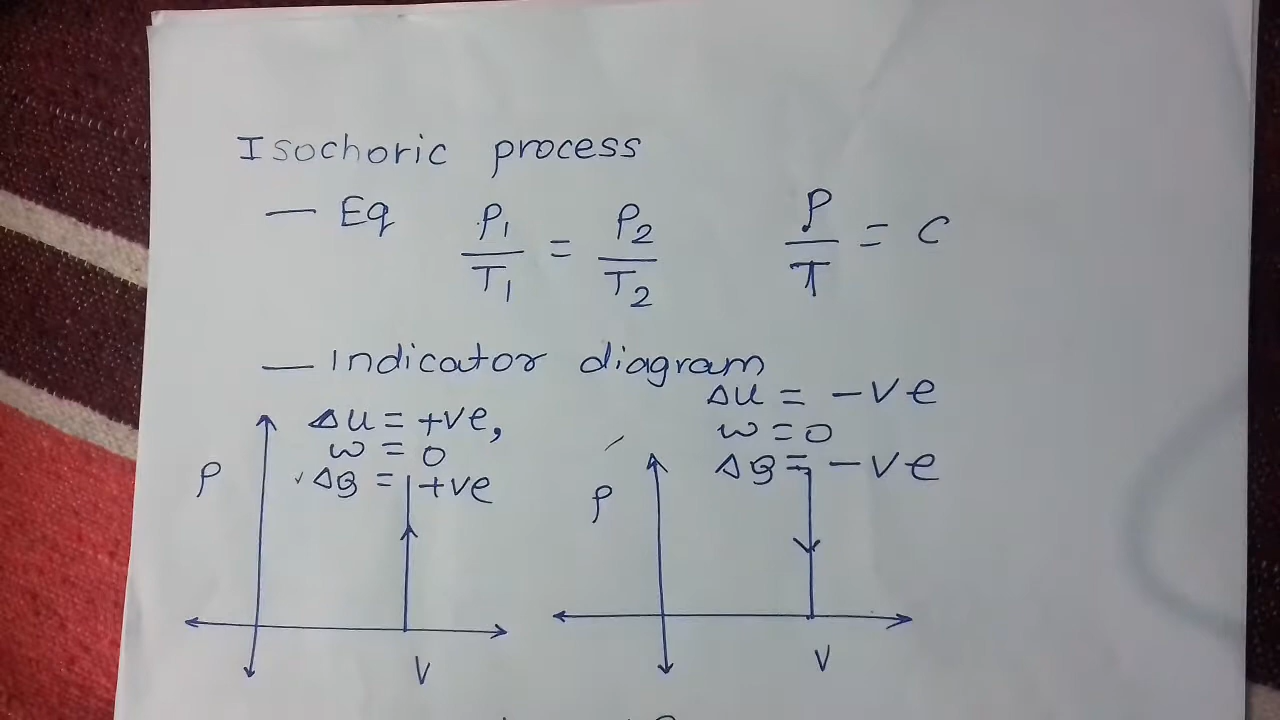 Isochoric process
— Eq P1/T1 = P2/T2 P/T = C
— Indicator diagram
ΔU = +ve,
W = 0
ΔQ = +ve
P
V
ΔU = -ve
W = 0
ΔQ = -ve
P
V